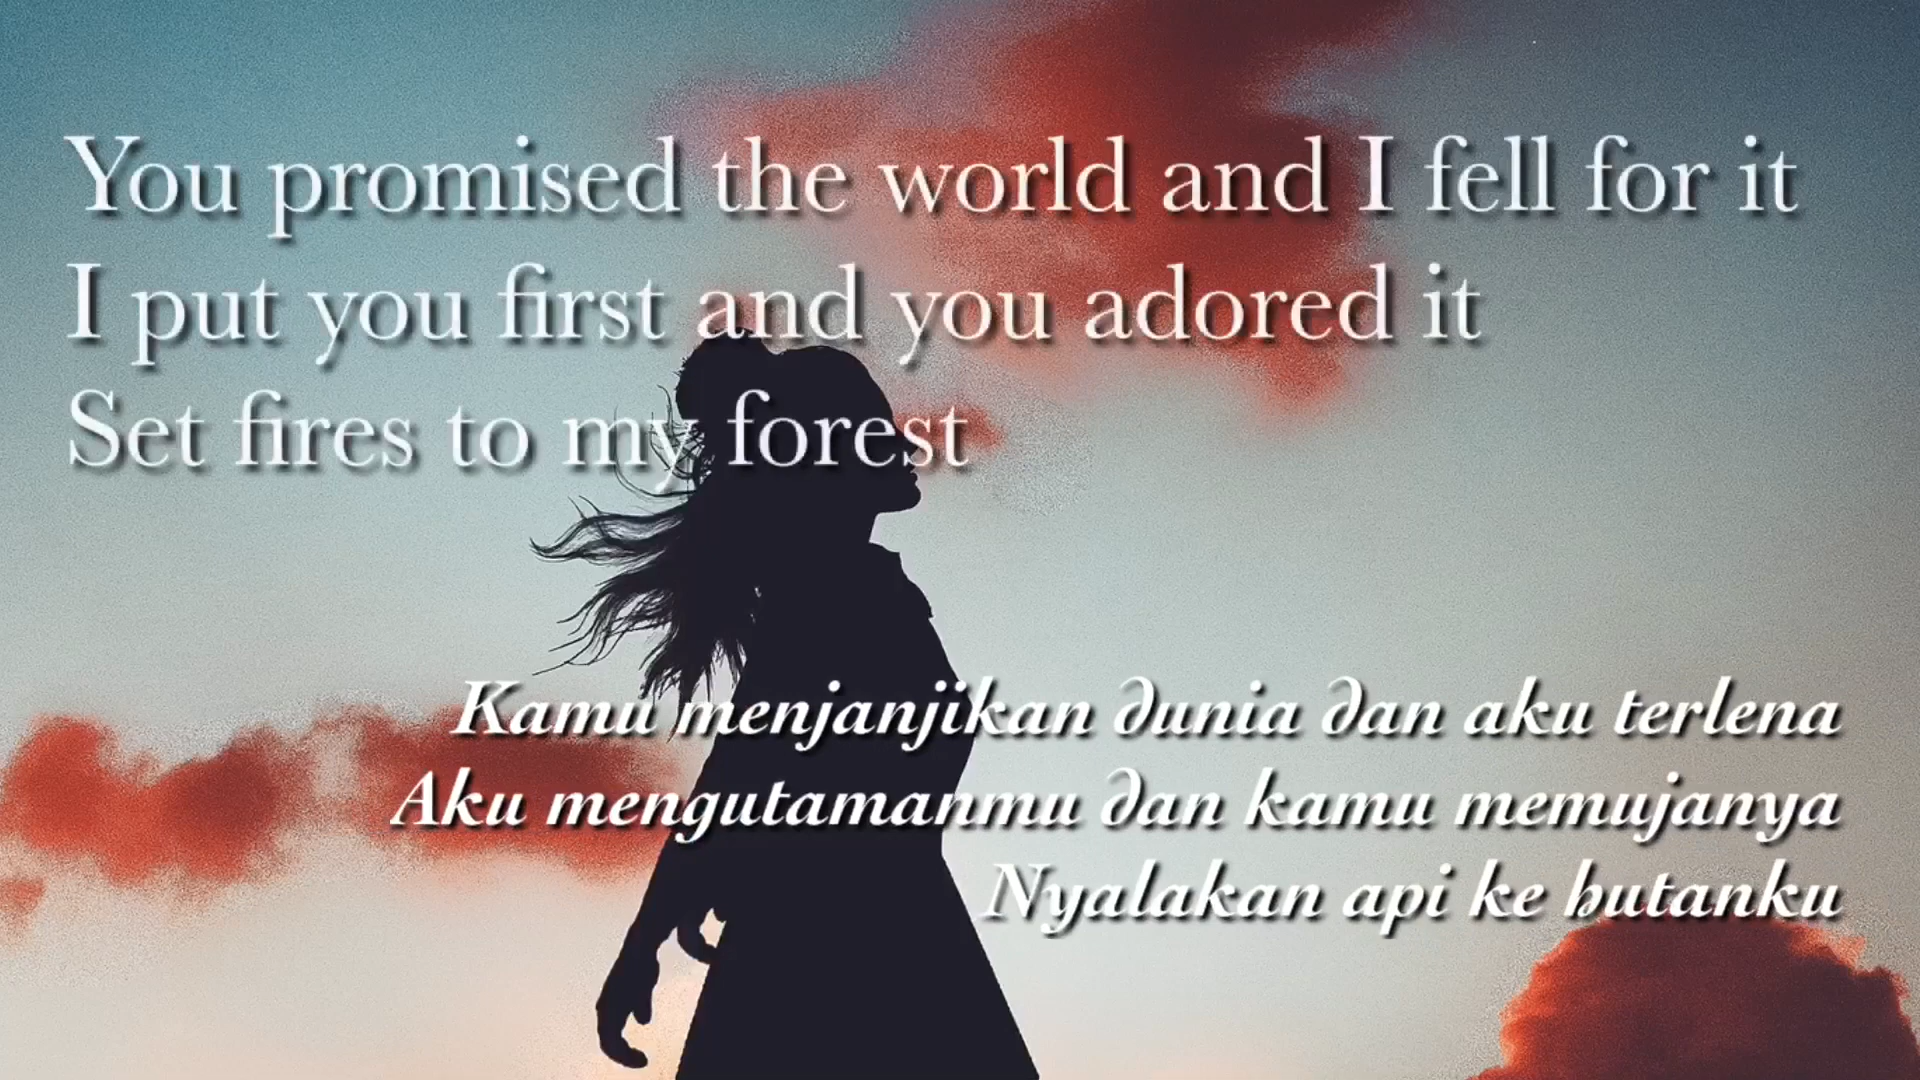 You promised the world and I fell for it
I put you first and you adored it
Set fires to my forest
Kamu menjanjikan dunia dan aku terlena
Aku mengutamanmu dan kamu memujanya
Nyalakan api ke hutanku